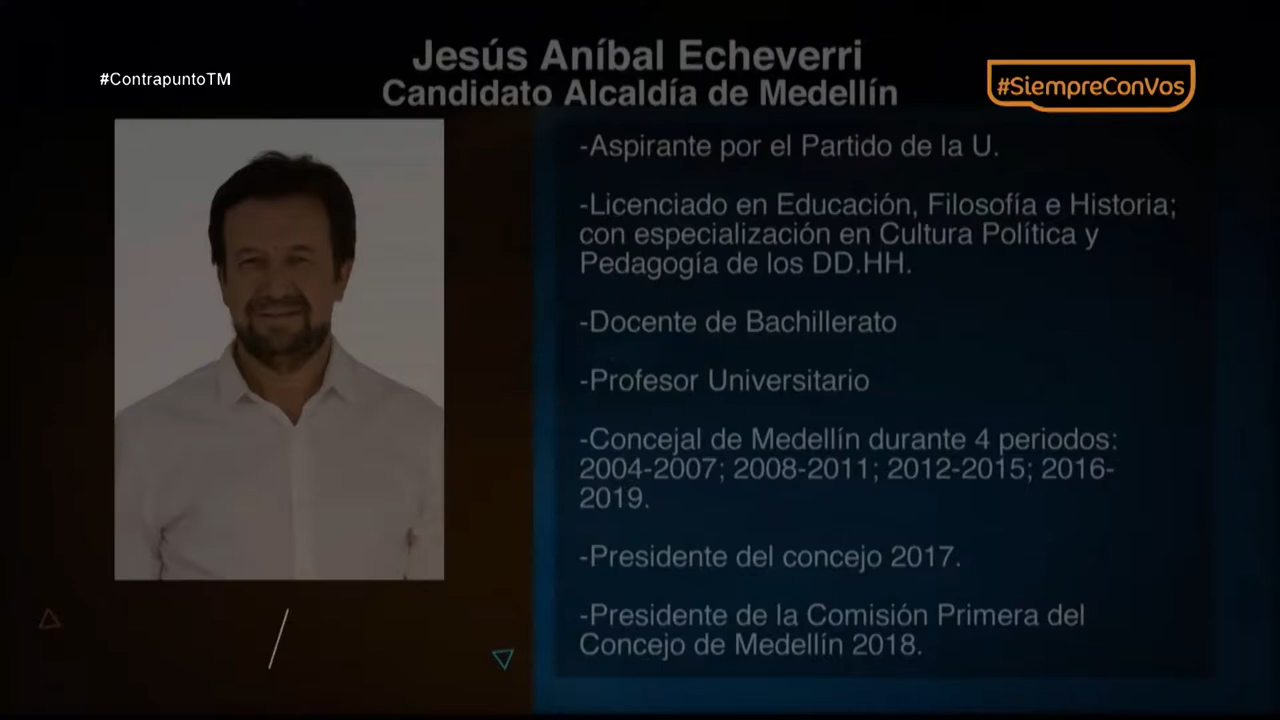 Jesús Aníbal Echeverri
Candidato Alcaldía de Medellín
#ContrapuntoTM
#SiempreConVos
-Aspirante por el Partido de la U.
-Licenciado en Educación, Filosofía e Historia;
con especialización en Cultura Política y
Pedagogía de los DD.HH.
-Docente de Bachillerato
-Profesor Universitario
-Concejal de Medellín durante 4 periodos:
2004-2007; 2008-2011; 2012-2015; 2016-
2019.
-Presidente del concejo 2017.
-Presidente de la Comisión Primera del
Concejo de Medellín 2018.